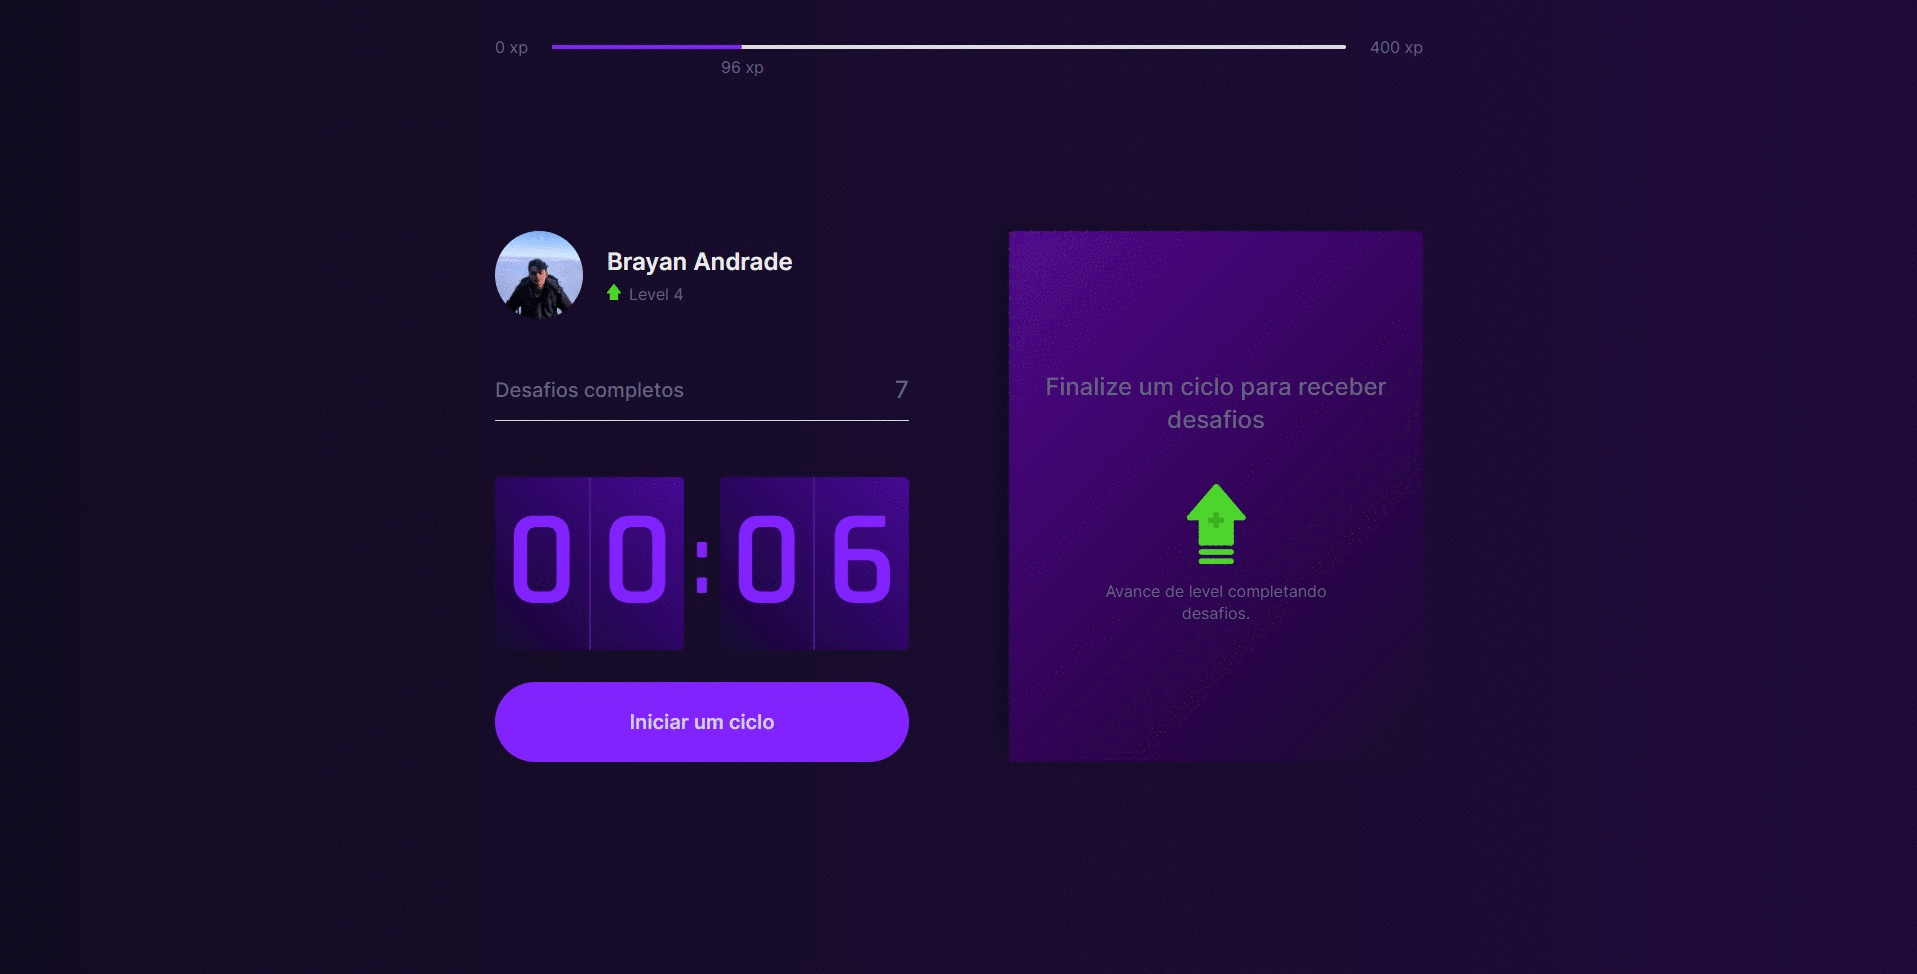 0 xp
400 xp
96 xp
Brayan Andrade
Level 4
Desafios completos
7
00:06
Iniciar um ciclo
Finalize um ciclo para receber
desafios
Avance de level completando
desafios.